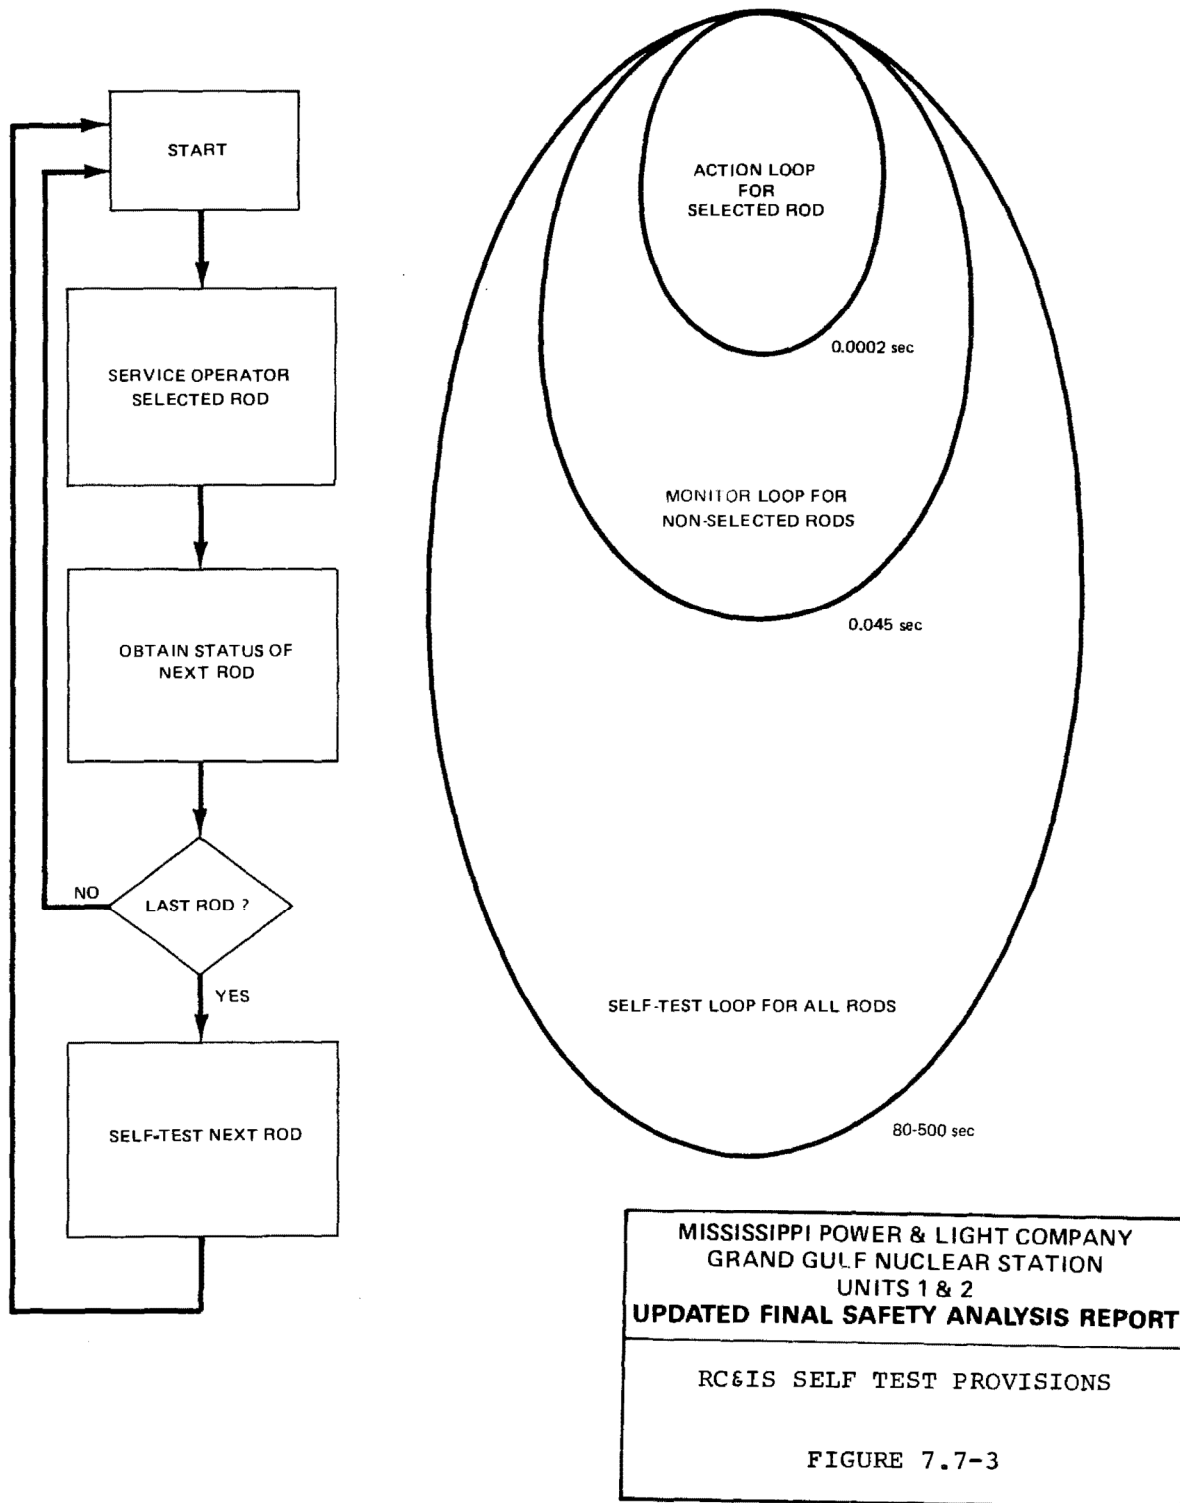 START
SERVICE OPERATOR
SELECTED ROD
OBTAIN STATUS OF
NEXT ROD
LAST ROD ?
NO
YES
SELF-TEST NEXT ROD
ACTION LOOP
FOR
SELECTED ROD
0.0002 sec
MONITOR LOOP FOR
NON-SELECTED RODS
0.045 sec
SELF-TEST LOOP FOR ALL RODS
80-500 sec
MISSISSIPPI POWER & LIGHT COMPANY
GRAND GULF NUCLEAR STATION
UNITS 1 & 2
UPDATED FINAL SAFETY ANALYSIS REPORT
RC&IS SELF TEST PROVISIONS
FIGURE 7.7-3